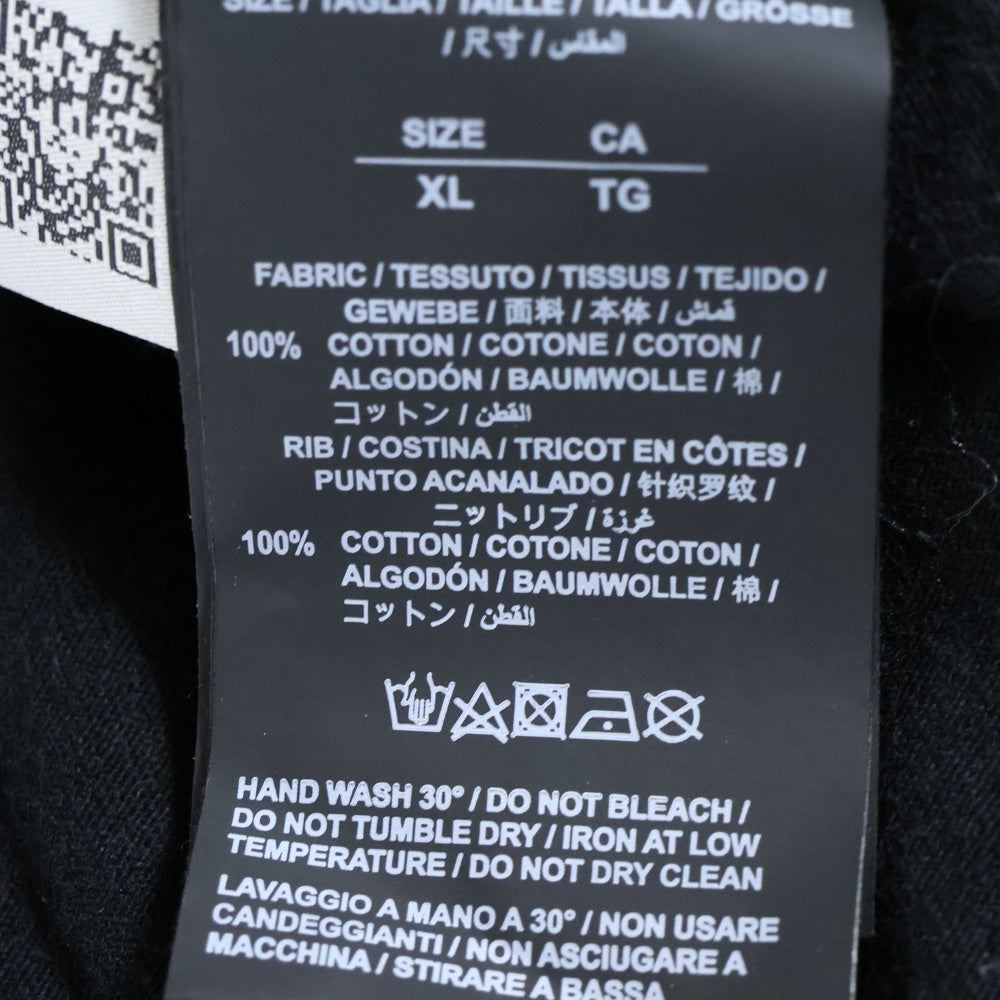 SIZE / TAGLIA / TAILLE / TALLA / GRÖSSE
/ 尺寸 / المقاس
SIZE CA
XL TG
FABRIC / TESSUTO / TISSUS / TEJIDO /
GEWEBE / 面料 / 本体 / قماش
100% COTTON / COTONE / COTON /
ALGODÓN / BAUMWOLLE / 棉 /
コットン / القطن
RIB / COSTINA / TRICOT EN CÔTES /
PUNTO ACANALADO / 针织罗纹 /
ニットリブ / غرزة
100% COTTON / COTONE / COTON /
ALGODÓN / BAUMWOLLE / 棉 /
コットン / القطن
HAND WASH 30° / DO NOT BLEACH /
DO NOT TUMBLE DRY / IRON AT LOW
TEMPERATURE / DO NOT DRY CLEAN
LAVAGGIO A MANO A 30° / NON USARE
CANDEGGIANTI / NON ASCIUGARE A
MACCHINA / STIRARE A BASSA